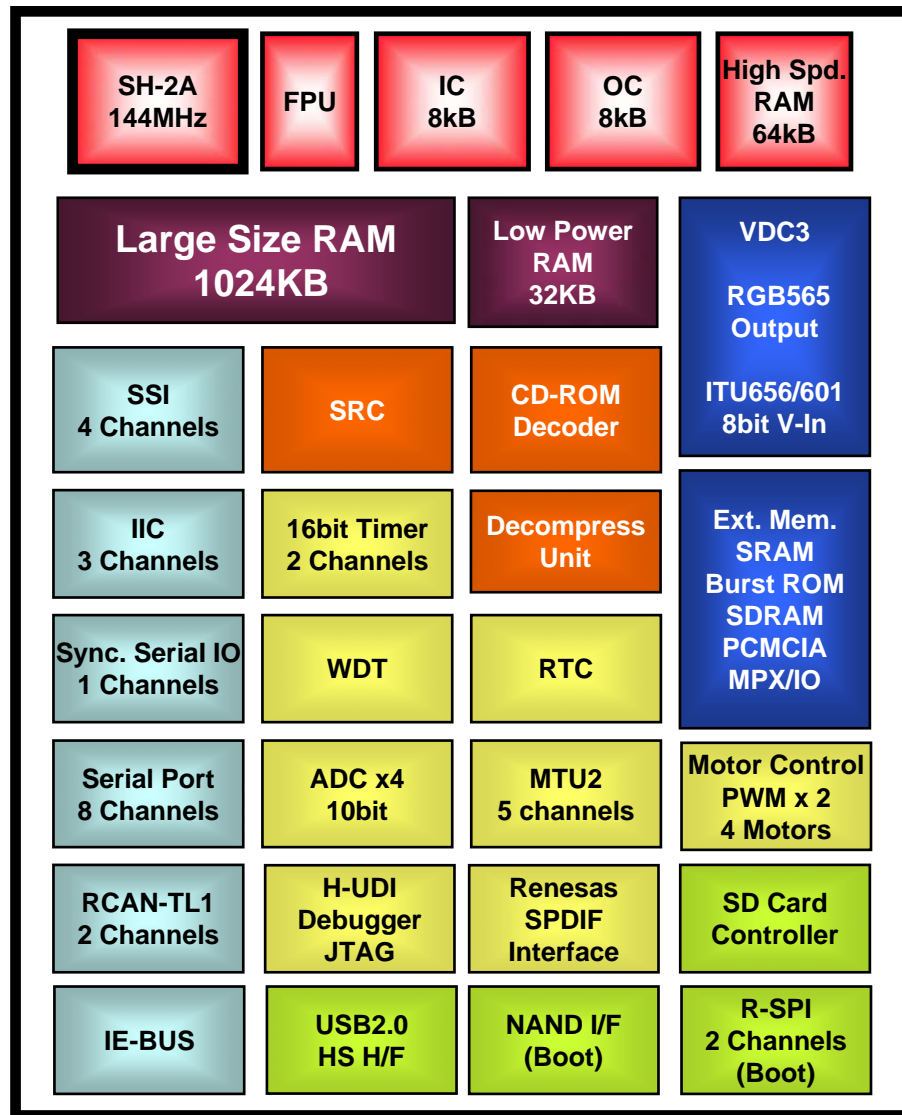 SH-2A
144MHz
FPU
IC
8kB
OC
8kB
High Spd.
RAM
64kB
Large Size RAM
1024KB
Low Power
RAM
32KB
VDC3
RGB565
Output
ITU656/601
8bit V-In
SSI
4 Channels
SRC
CD-ROM
Decoder
IIC
3 Channels
16bit Timer
2 Channels
Decompress
Unit
Ext. Mem.
SRAM
Burst ROM
SDRAM
PCMCIA
MPX/IO
Sync. Serial IO
1 Channels
WDT
RTC
Serial Port
8 Channels
ADC x4
10bit
MTU2
5 channels
Motor Control
PWM x 2
4 Motors
RCAN-TL1
2 Channels
H-UDI
Debugger
JTAG
Renesas
SPDIF
Interface
SD Card
Controller
IE-BUS
USB2.0
HS H/F
NAND I/F
(Boot)
R-SPI
2 Channels
(Boot)